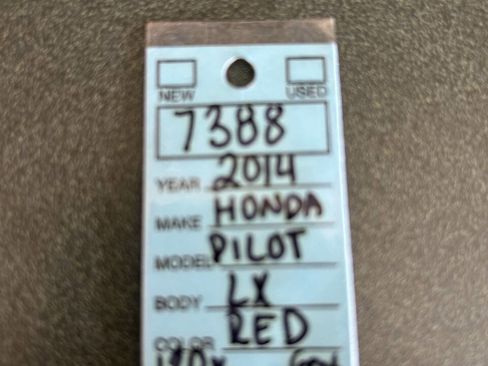 NEW USED
7388
YEAR 2014
MAKE HONDA
MODEL PILOT
BODY LX
COLOR RED